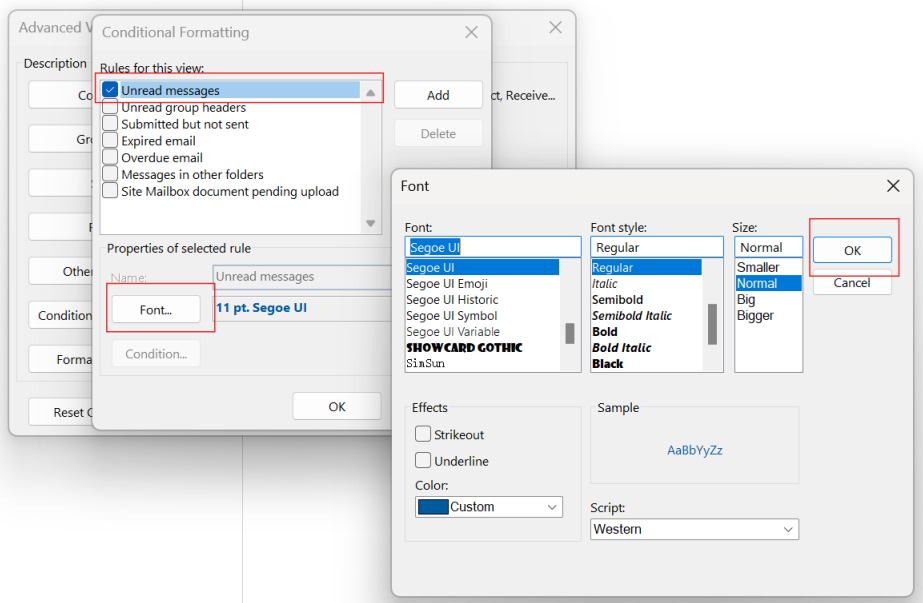 Advanced V
Description
Co
Gr
S
F
Other
Condition
Forma
Reset C
ct, Receive...
Conditional Formatting
Rules for this view:
Unread messages
Unread group headers
Submitted but not sent
Expired email
Overdue email
Messages in other folders
Site Mailbox document pending upload
Add
Delete
Properties of selected rule
Name:
Unread messages
Font...
11 pt. Segoe UI
Condition...
OK
Font
Font:
Segoe UI
Segoe UI
Segoe UI Emoji
Segoe UI Historic
Segoe UI Symbol
Segoe UI Variable
SHOWCARD GOTHIC
SimSun
Font style:
Regular
Regular
Italic
Semibold
Semibold Italic
Bold
Bold Italic
Black
Size:
Normal
Smaller
Normal
Big
Bigger
OK
Cancel
Effects
Strikeout
Underline
Color:
Custom
Sample
AaBbYyZz
Script:
Western